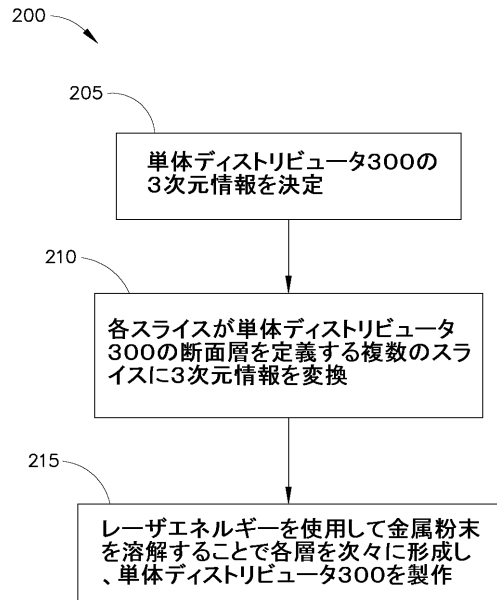 200
205
単体ディストリビュータ300の
3次元情報を決定
210
各スライスが単体ディストリビュータ
300の断面層を定義する複数のスラ
イスに3次元情報を変換
215
レーザエネルギーを使用して金属粉末
を溶解することで各層を次々に形成し
、単体ディストリビュータ300を製作